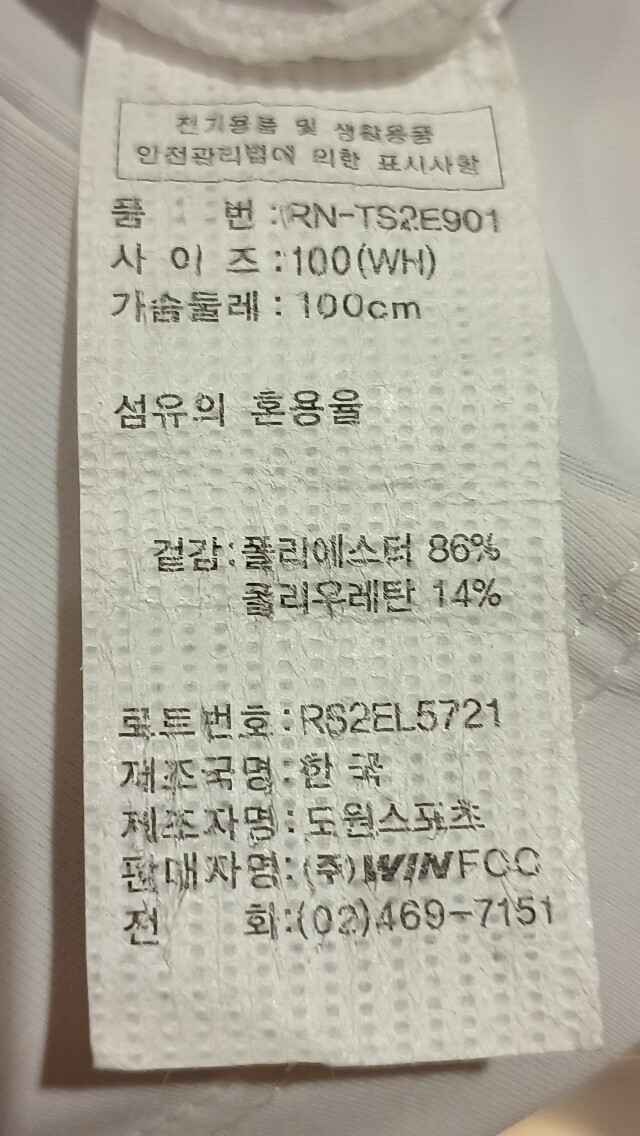 전기용품 및 생활용품
안전관리법에 의한 표시사항
품 번 : RN-TS2E901
사 이 즈 : 100(WH)
가슴둘레 : 100cm
섬유의 혼용율
겉감 : 폴리에스터 86%
폴리우레탄 14%
로트번호 : RS2EL5721
제조국명 : 한 국
제조자명 : 도원스포츠
판매자명 : (주)WINFCC
전 화 : (02)469-7151